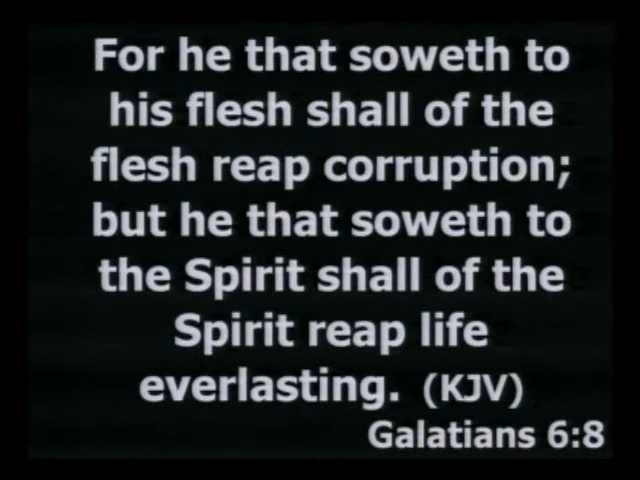 For he that soweth to
his flesh shall of the
flesh reap corruption;
but he that soweth to
the Spirit shall of the
Spirit reap life
everlasting. (KJV)
Galatians 6:8